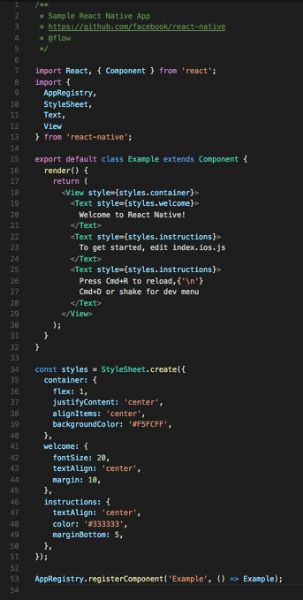 1 /**
2  * Sample React Native App
3  * https://github.com/facebook/react-native
4  * @flow
5  */
6
7 import React, { Component } from 'react';
8 import {
9   AppRegistry,
10   StyleSheet,
11   Text,
12   View
13 } from 'react-native';
14
15 export default class Example extends Component {
16   render() {
17     return (
18       <View style={styles.container}>
19         <Text style={styles.welcome}>
20           Welcome to React Native!
21         </Text>
22         <Text style={styles.instructions}>
23           To get started, edit index.ios.js
24         </Text>
25         <Text style={styles.instructions}>
26           Press Cmd+R to reload,{'\n'}
27           Cmd+D or shake for dev menu
28         </Text>
29       </View>
30     );
31   }
32 }
33
34 const styles = StyleSheet.create({
35   container: {
36     flex: 1,
37     justifyContent: 'center',
38     alignItems: 'center',
39     backgroundColor: '#F5FCFF',
40   },
41   welcome: {
42     fontSize: 20,
43     textAlign: 'center',
44     margin: 10,
45   },
46   instructions: {
47     textAlign: 'center',
48     color: '#333333',
49     marginBottom: 5,
50   },
51 });
52
53 AppRegistry.registerComponent('Example', () => Example);
54